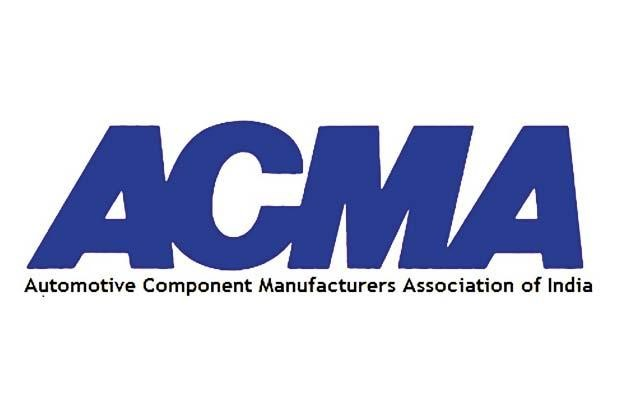 ACMA
Automotive Component Manufacturers Association of India